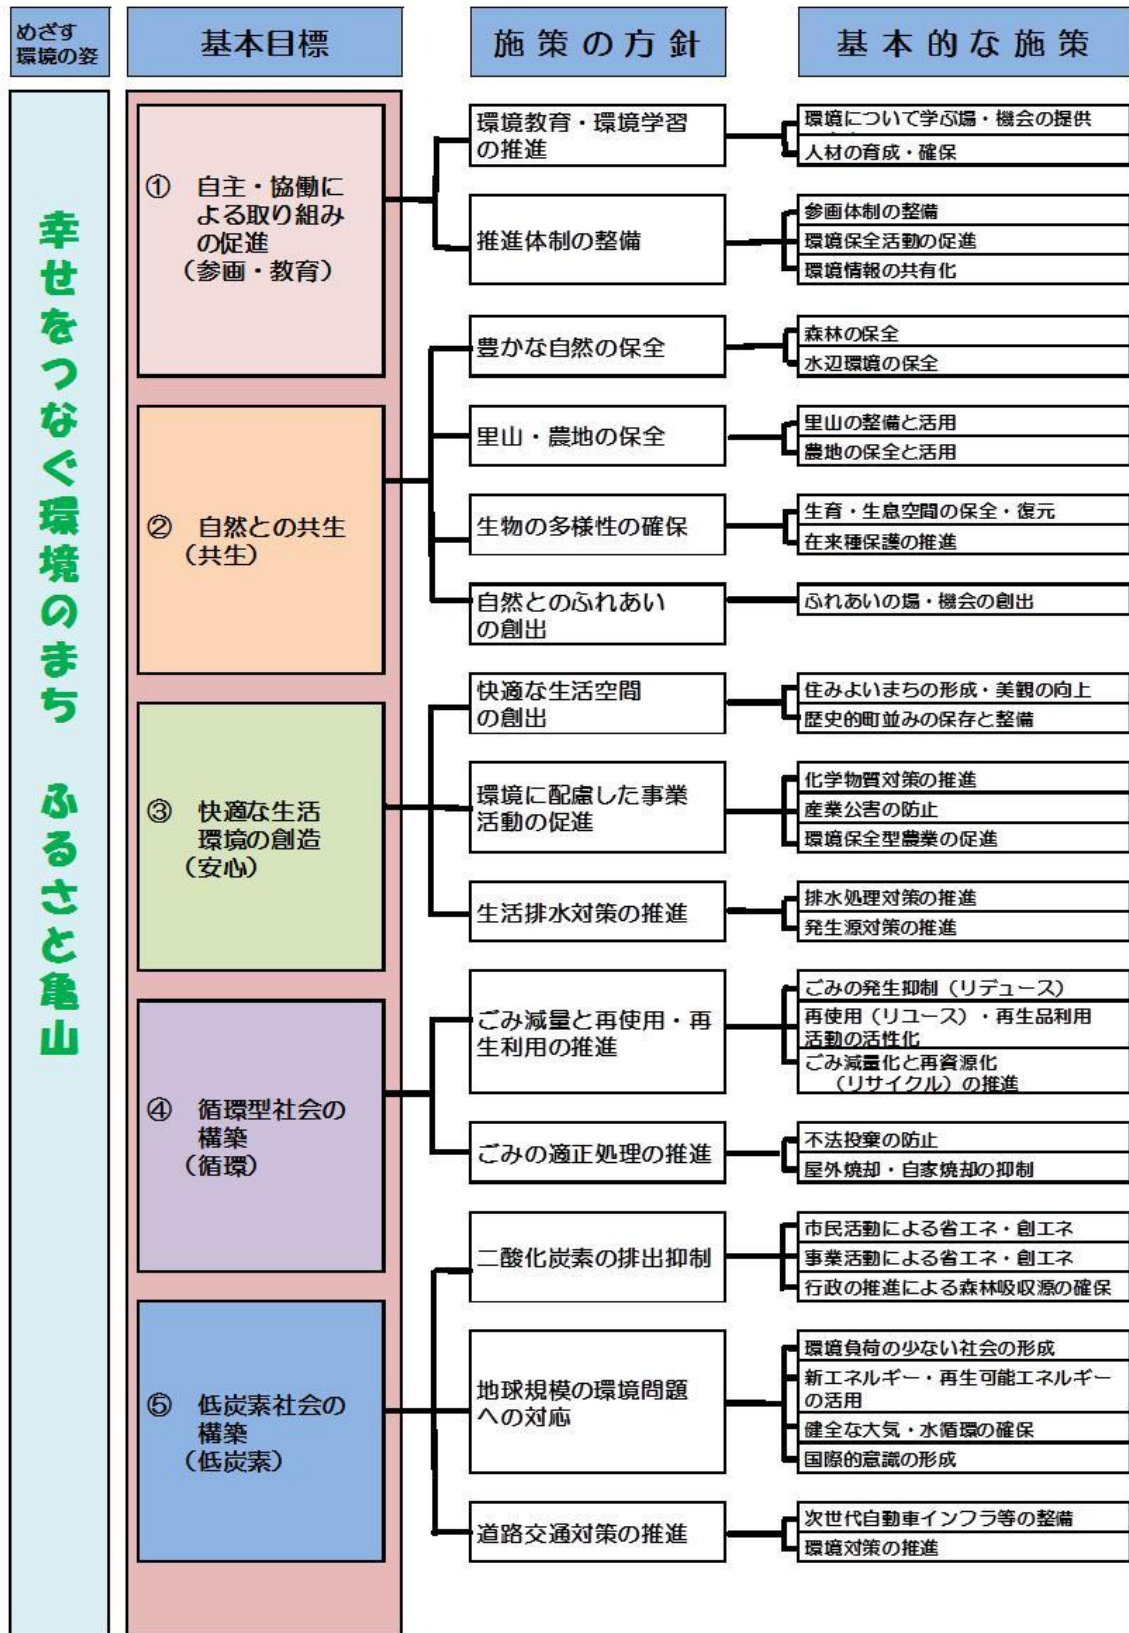 めざす
環境の姿
基本目標
施策の方針
基本的な施策
幸せをつなぐ環境のまち　ふるさと亀山
①　自主・協働に
よる取り組み
の促進
（参画・教育）
環境教育・環境学習
の推進
環境について学ぶ場・機会の提供
人材の育成・確保
推進体制の整備
参画体制の整備
環境保全活動の促進
環境情報の共有化
②　自然との共生
（共生）
豊かな自然の保全
森林の保全
水辺環境の保全
里山・農地の保全
里山の整備と活用
農地の保全と活用
生物の多様性の確保
生育・生息空間の保全・復元
在来種保護の推進
自然とのふれあい
の創出
ふれあいの場・機会の創出
③　快適な生活
環境の創造
（安心）
快適な生活空間
の創出
住みよいまちの形成・美観の向上
歴史的町並みの保存と整備
環境に配慮した事業
活動の促進
化学物質対策の推進
産業公害の防止
環境保全型農業の促進
生活排水対策の推進
排水処理対策の推進
発生源対策の推進
④　循環型社会の
構築
（循環）
ごみ減量と再使用・再
生利用の推進
ごみの発生抑制（リデュース）
再使用（リユース）・再生品利用
活動の活性化
ごみ減量化と再資源化
（リサイクル）の推進
ごみの適正処理の推進
不法投棄の防止
屋外焼却・自家焼却の抑制
⑤　低炭素社会の
構築
（低炭素）
二酸化炭素の排出抑制
市民活動による省エネ・創エネ
事業活動による省エネ・創エネ
行政の推進による森林吸収源の確保
地球規模の環境問題
への対応
環境負荷の少ない社会の形成
新エネルギー・再生可能エネルギー
の活用
健全な大気・水循環の確保
国際的意識の形成
道路交通対策の推進
次世代自動車インフラ等の整備
環境対策の推進